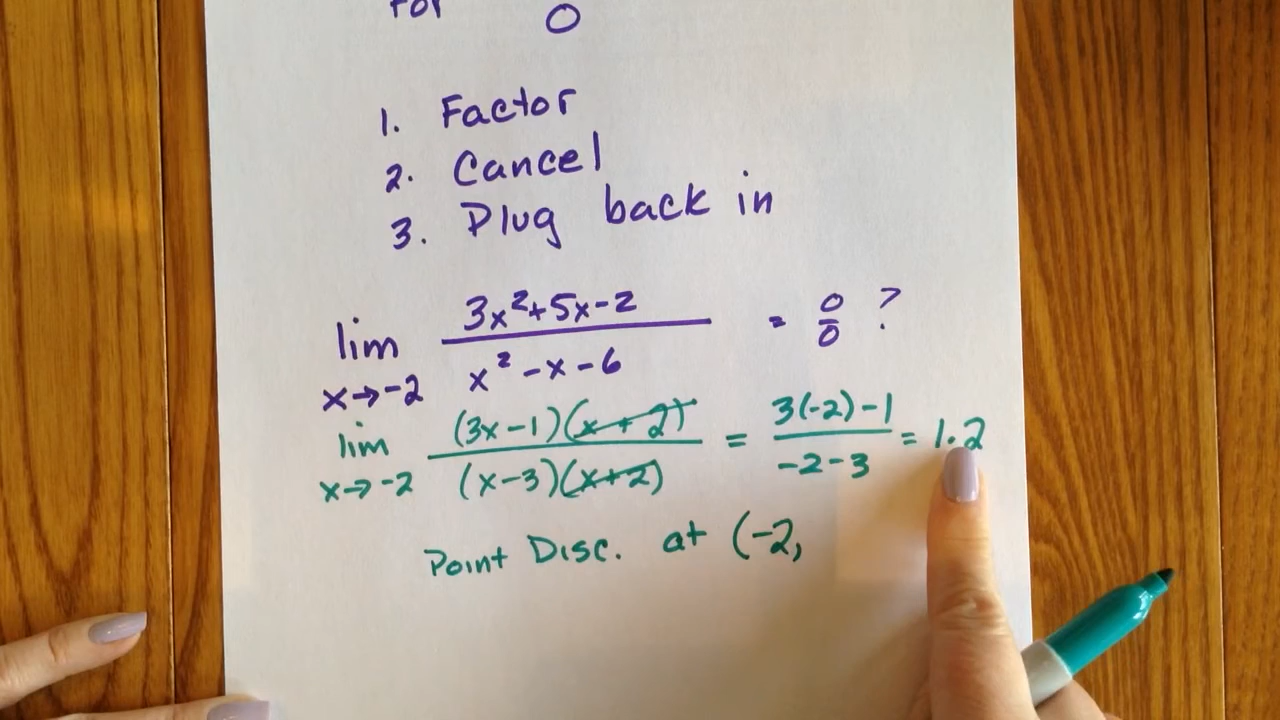 For 0
1. Factor
2. Cancel
3. Plug back in
lim x→-2 (3x²+5x-2)/(x²-x-6) = 0/0 ?
lim x→-2 (3x-1)(x+2)/(x-3)(x+2) = (3(-2)-1)/(-2-3) = 1.2
Point Disc. at (-2,